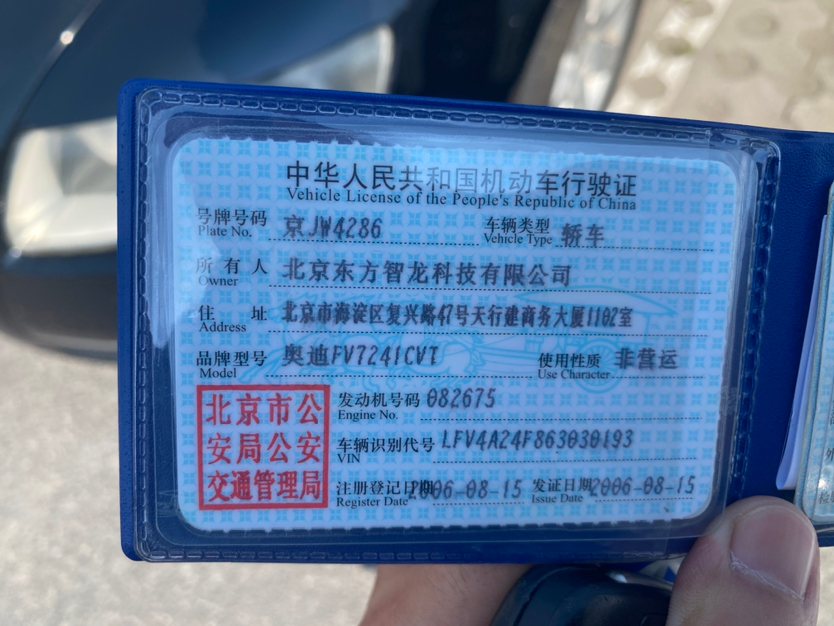 中华人民共和国机动车行驶证
Vehicle License of the People's Republic of China
号牌号码 京JW4286 车辆类型 轿车
Plate No. Vehicle Type
所有人 北京东方智龙科技有限公司
Owner
住址 北京市海淀区复兴路47号天行建商务大厦1102室
Address
品牌型号 奥迪FV7241CVT 使用性质 非营运
Model Use Character
北京市公
安局公安
交通管理局
发动机号码 082675
Engine No.
车辆识别代号 LFV4A24F863030193
VIN
注册登记日期 2006-08-15 发证日期 2006-08-15
Register Date Issue Date